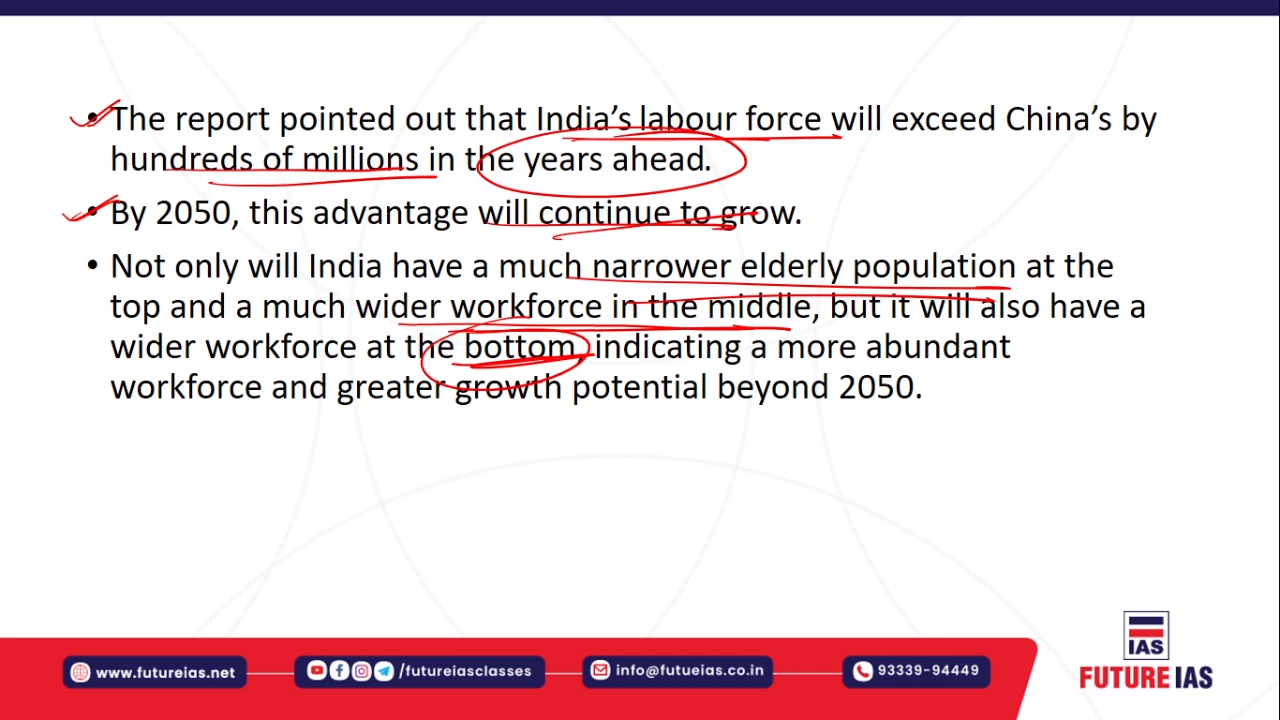 • The report pointed out that India’s labour force will exceed China’s by
hundreds of millions in the years ahead.
• By 2050, this advantage will continue to grow.
• Not only will India have a much narrower elderly population at the
top and a much wider workforce in the middle, but it will also have a
wider workforce at the bottom, indicating a more abundant
workforce and greater growth potential beyond 2050.
IAS
FUTURE IAS
www.futureias.net
/futureiasclasses
info@futueias.co.in
93339-94449